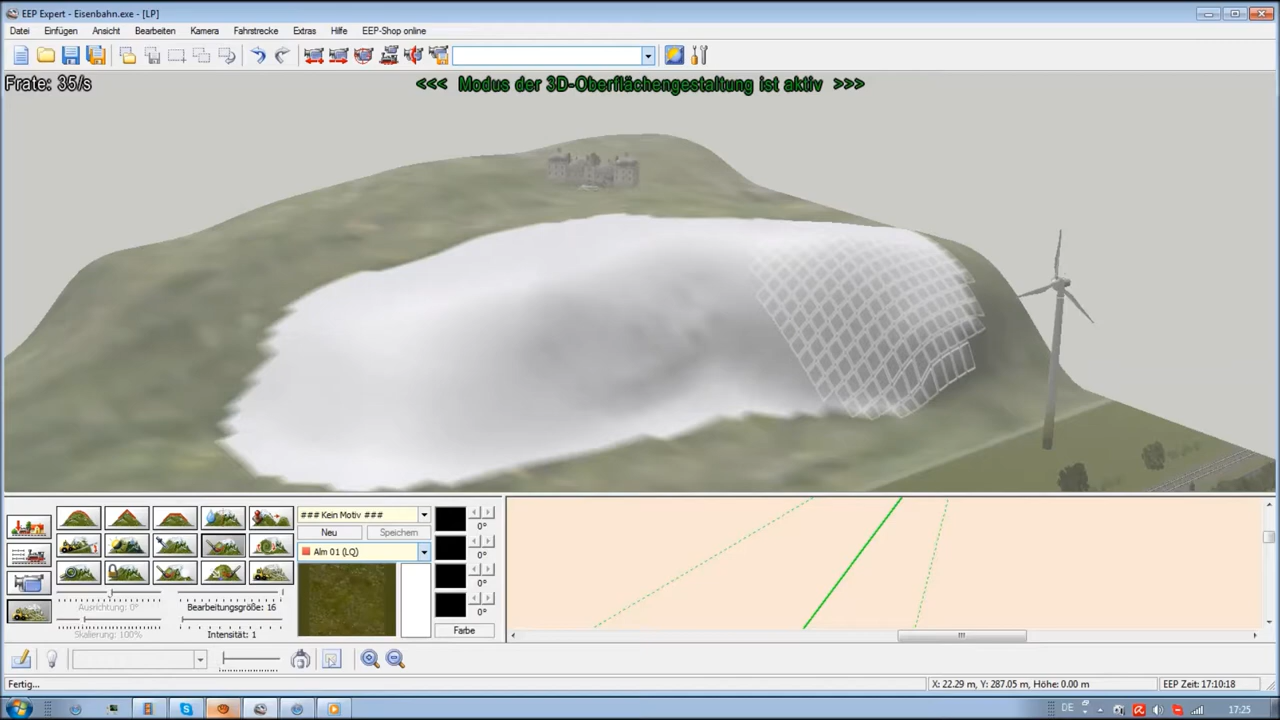 EEP Expert - Eisenbahn.exe - [LP]
Datei Einfügen Ansicht Bearbeiten Kamera Fahrstrecke Extras Hilfe EEP-Shop online
Frate: 35/s
<<< Modus der 3D-Oberflächengestaltung ist aktiv >>>
### Kein Motiv ###
Neu Speichern
Alm 01 (LQ)
0°
0°
0°
0°
Ausrichtung: 0° Bearbeitungsgröße: 16
Skalierung: 100% Intensität: 1
Farbe
Fertig... X: 22.29 m, Y: 287.05 m, Höhe: 0.00 m EEP Zeit: 17:10:18
DE 17:25